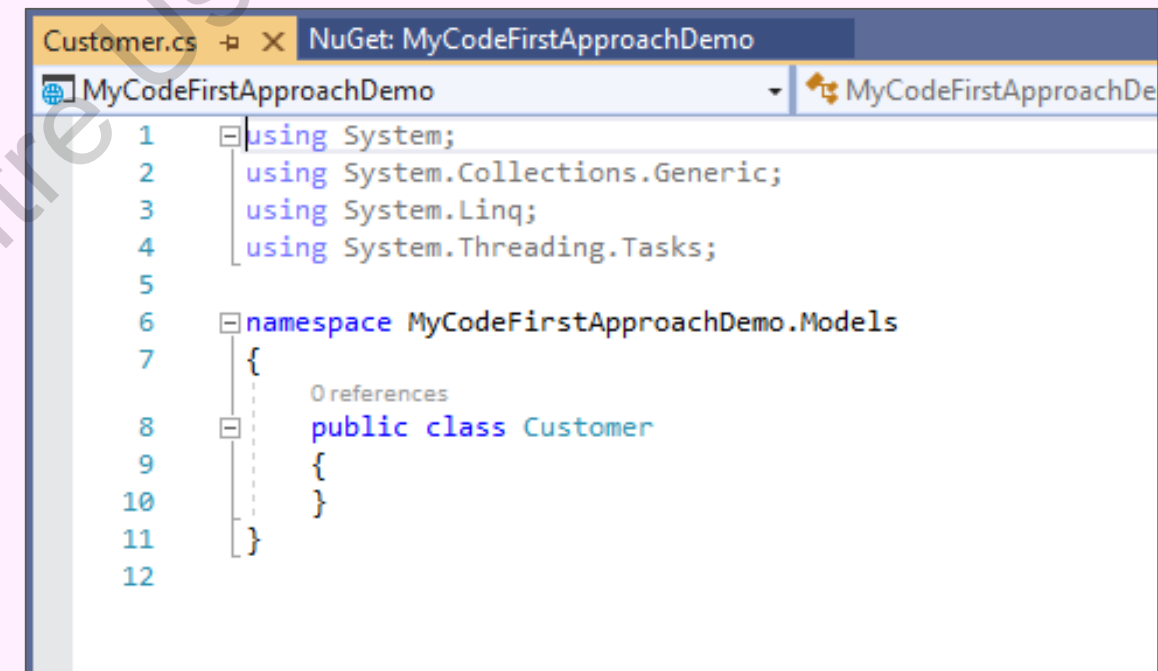 Customer.cs NuGet: MyCodeFirstApproachDemo
MyCodeFirstApproachDemo MyCodeFirstApproachDe
1 using System;
2 using System.Collections.Generic;
3 using System.Linq;
4 using System.Threading.Tasks;
5
6 namespace MyCodeFirstApproachDemo.Models
7 {
0 references
8 public class Customer
9 {
10 }
11 }
12